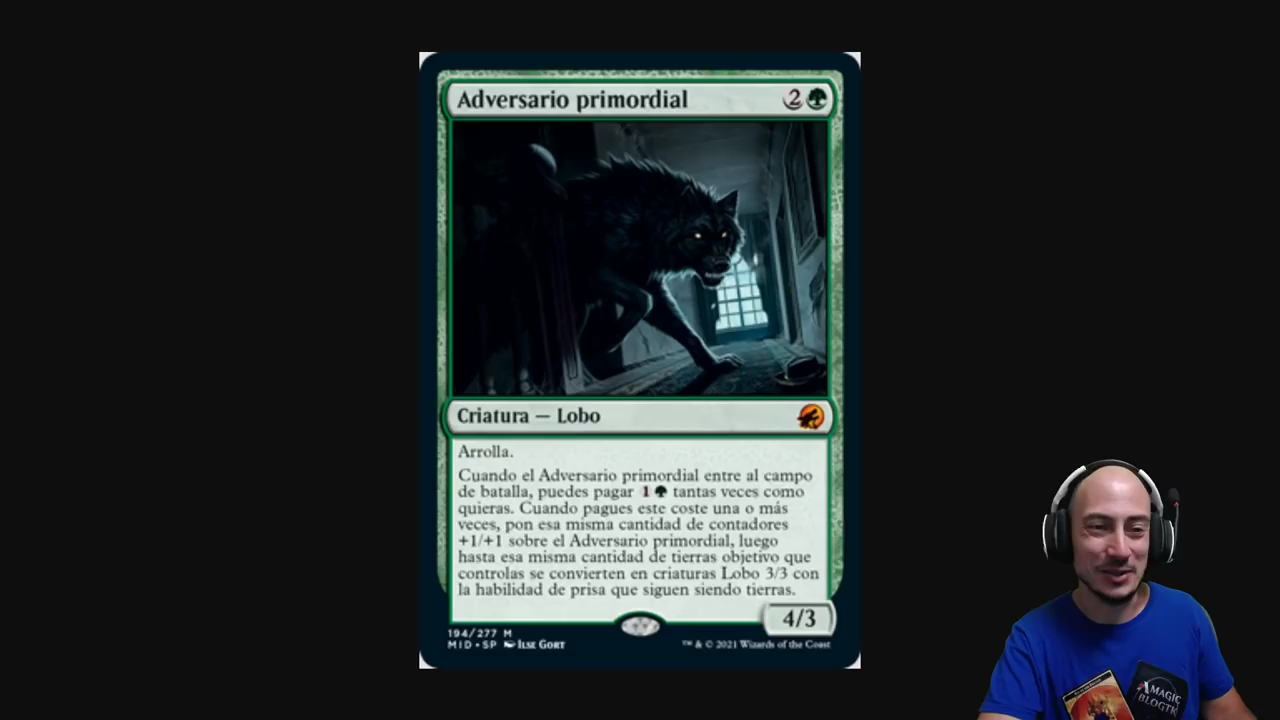 Adversario primordial 2
Criatura — Lobo
Arrolla.
Cuando el Adversario primordial entre al campo
de batalla, puedes pagar 1 tantas veces como
quieras. Cuando pagues este coste una o más
veces, pon esa misma cantidad de contadores
+1/+1 sobre el Adversario primordial, luego
hasta esa misma cantidad de tierras objetivo que
controlas se convierten en criaturas Lobo 3/3 con
la habilidad de prisa que siguen siendo tierras.
4/3
194/277 M
MID • SP ILSE GORT
™ & © 2021 Wizards of the Coast
MAGIC